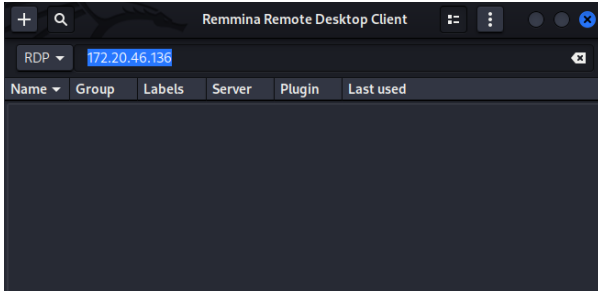 Remmina Remote Desktop Client
RDP 172.20.46.136
Name Group Labels Server Plugin Last used